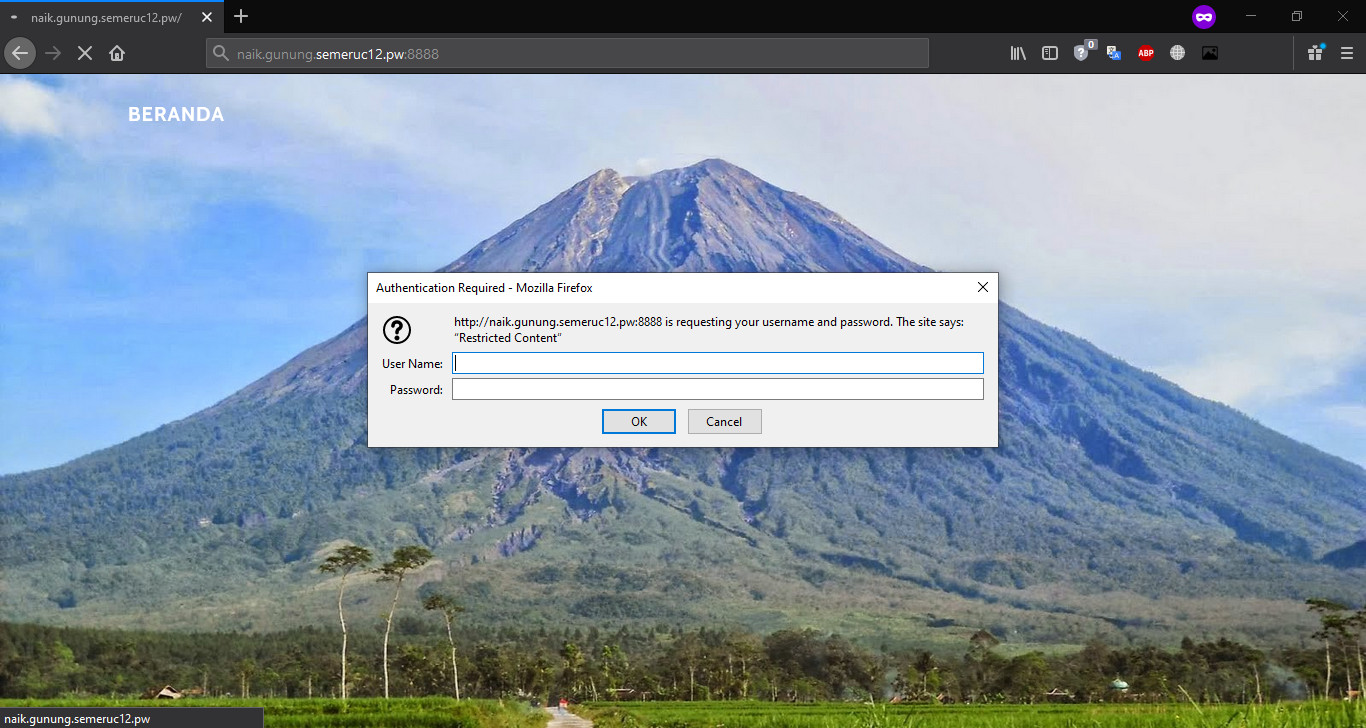 naik.gunung.semeruc12.pw/
naik.gunung.semeruc12.pw:8888
0
ABP
BERANDA
Authentication Required - Mozilla Firefox
http://naik.gunung.semeruc12.pw:8888 is requesting your username and password. The site says:
“Restricted Content”
User Name:
Password:
OK
Cancel
naik.gunung.semeruc12.pw